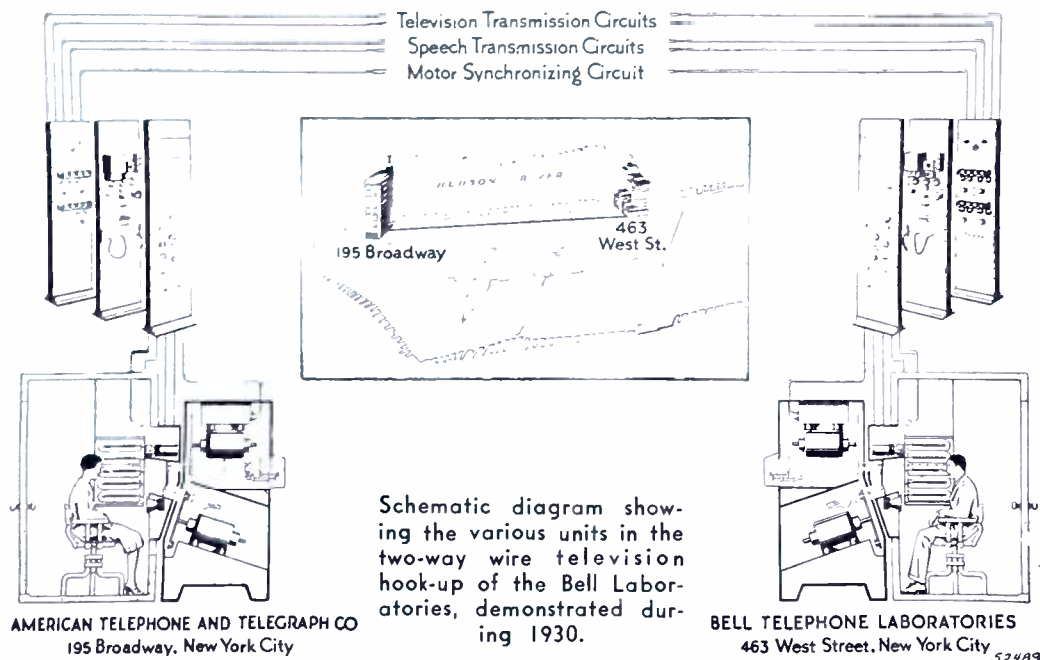 Television Transmission Circuits
Speech Transmission Circuits
Motor Synchronizing Circuit
HUDSON RIVER
195 Broadway
463
West St.
Schematic diagram show-
ing the various units in the
two-way wire television
hook-up of the Bell Labor-
atories, demonstrated dur-
ing 1930.
AMERICAN TELEPHONE AND TELEGRAPH CO
195 Broadway, New York City
BELL TELEPHONE LABORATORIES
463 West Street, New York City
52489